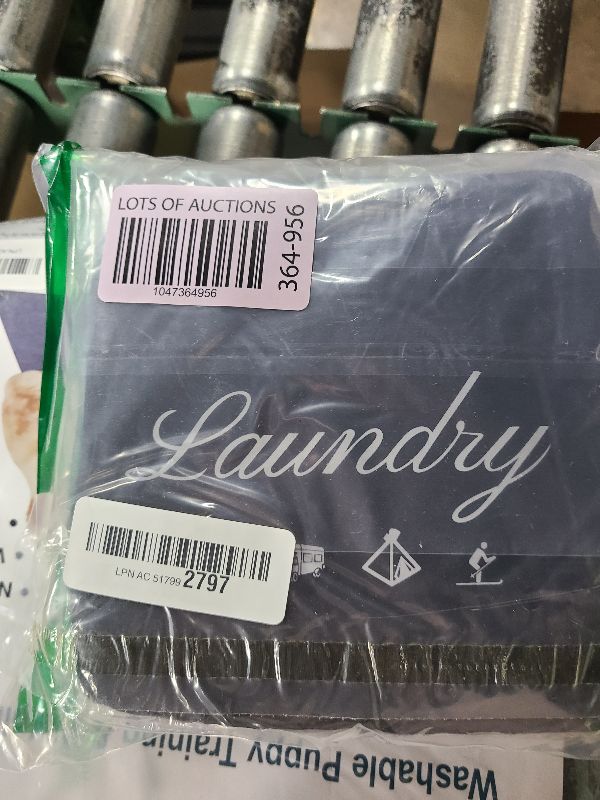 LOTS OF AUCTIONS
1047364956
364-956
Laundry
LPN AC 51799 2797
Washable Puppy Training